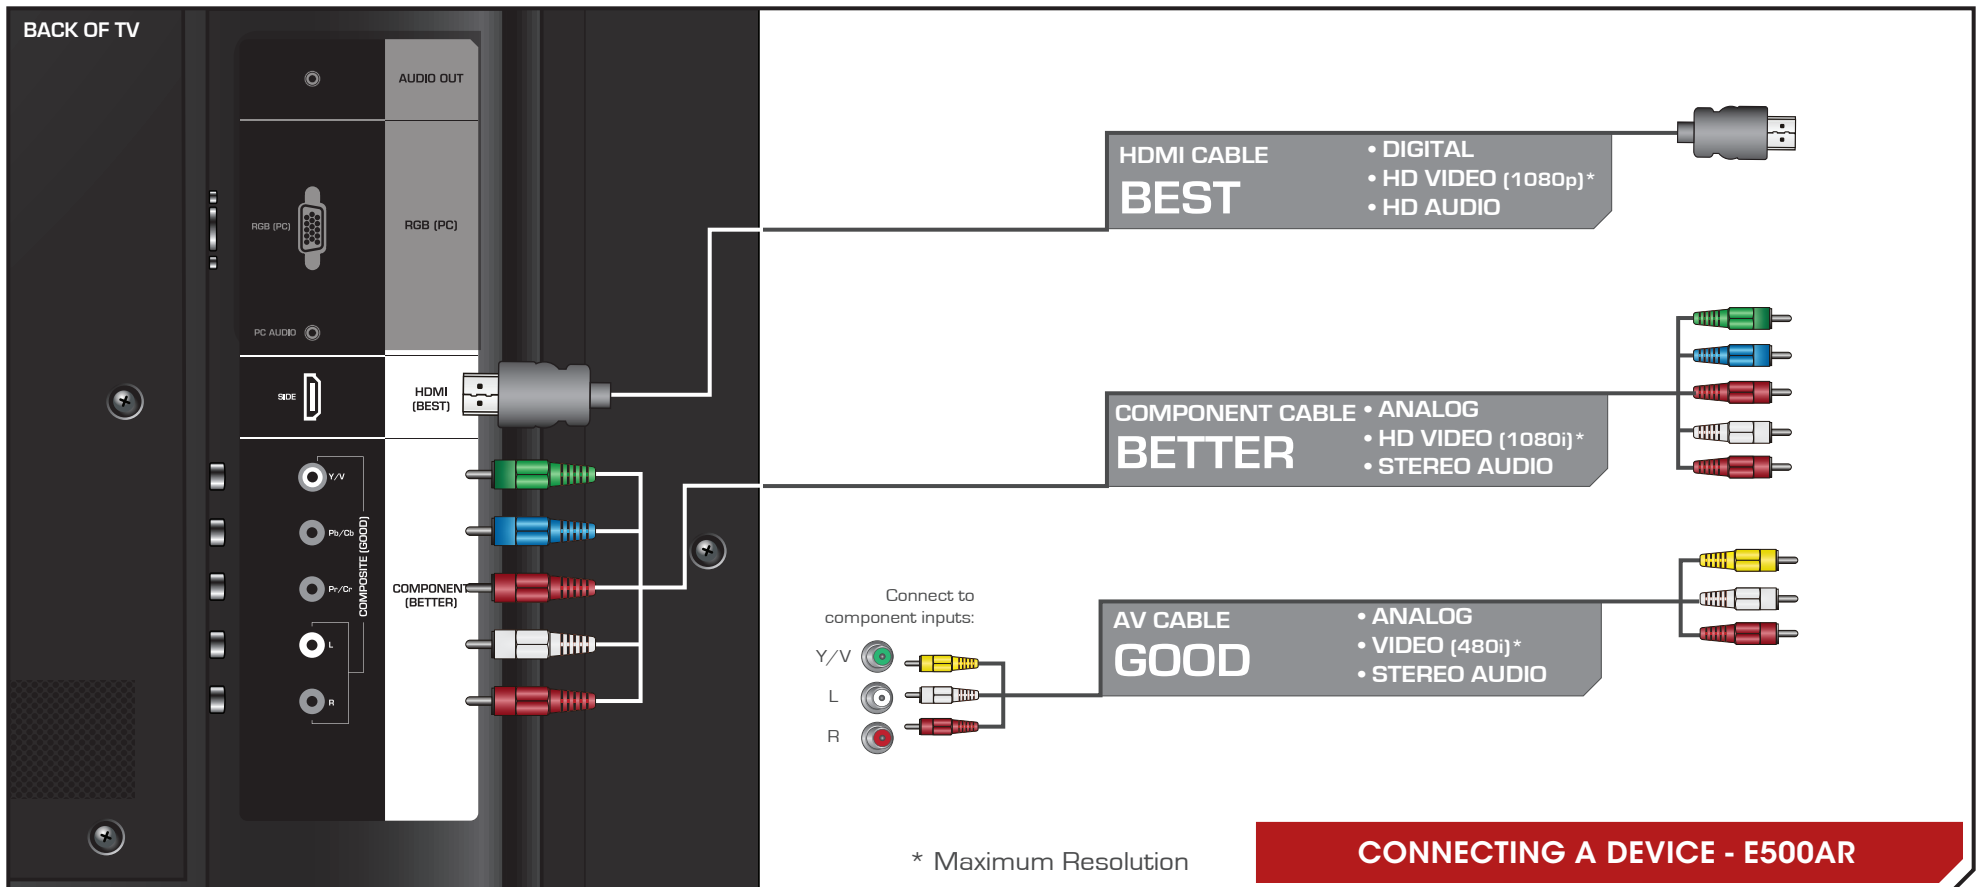 BACK OF TV
AUDIO OUT
RGB (PC)
RGB (PC)
PC AUDIO
SIDE
HDMI
(BEST)
Y/V
Pb/Cb
Pr/Cr
L
R
COMPOSITE (GOOD)
COMPONENT
(BETTER)
HDMI CABLE
BEST
• DIGITAL
• HD VIDEO (1080p)*
• HD AUDIO
COMPONENT CABLE
BETTER
• ANALOG
• HD VIDEO (1080i)*
• STEREO AUDIO
Connect to
component inputs:
Y/V
L
R
AV CABLE
GOOD
• ANALOG
• VIDEO (480i)*
• STEREO AUDIO
* Maximum Resolution
CONNECTING A DEVICE - E500AR